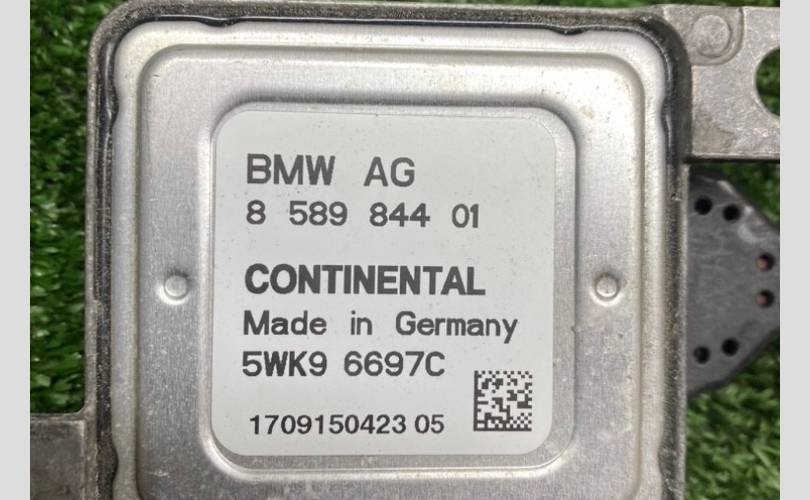 BMW AG
8 589 844 01
CONTINENTAL
Made in Germany
5WK9 6697C
1709150423 05